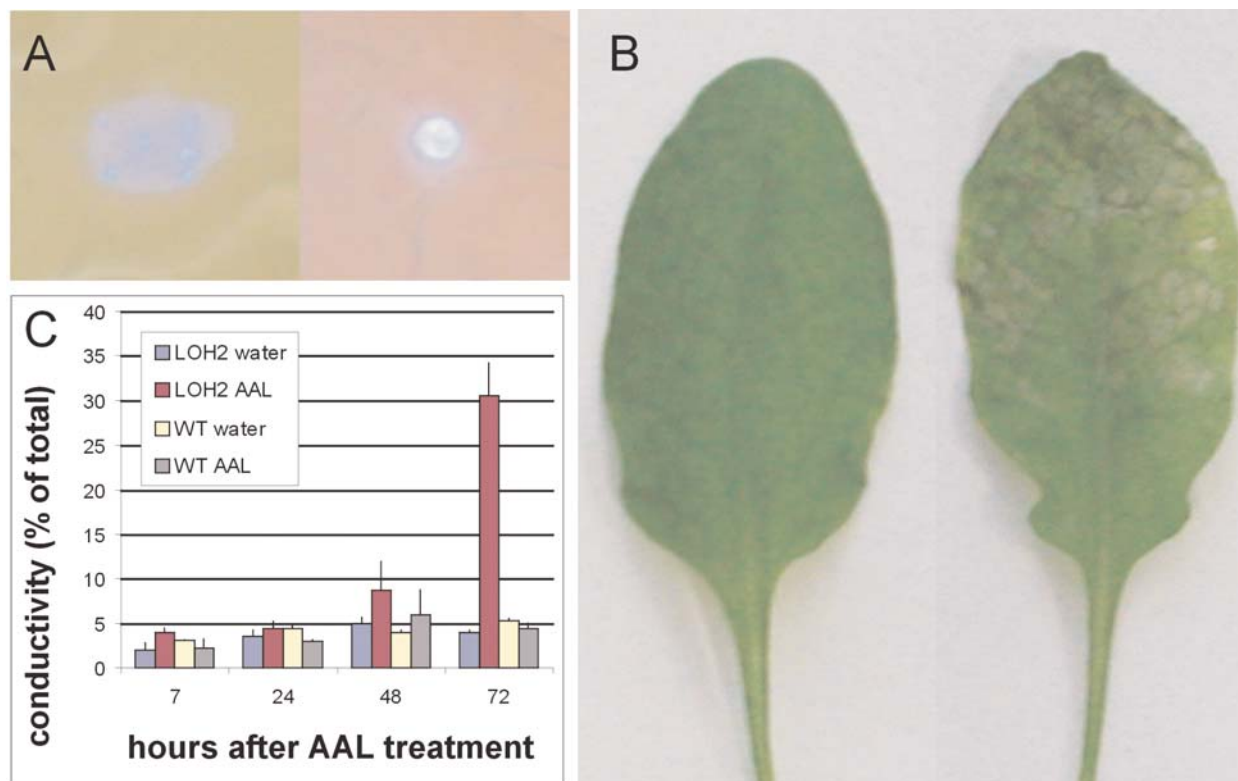 A
B
C
conductivity (% of total)
40
35
30
25
20
15
10
5
0
LOH2 water
LOH2 AAL
WT water
WT AAL
7 24 48 72
hours after AAL treatment